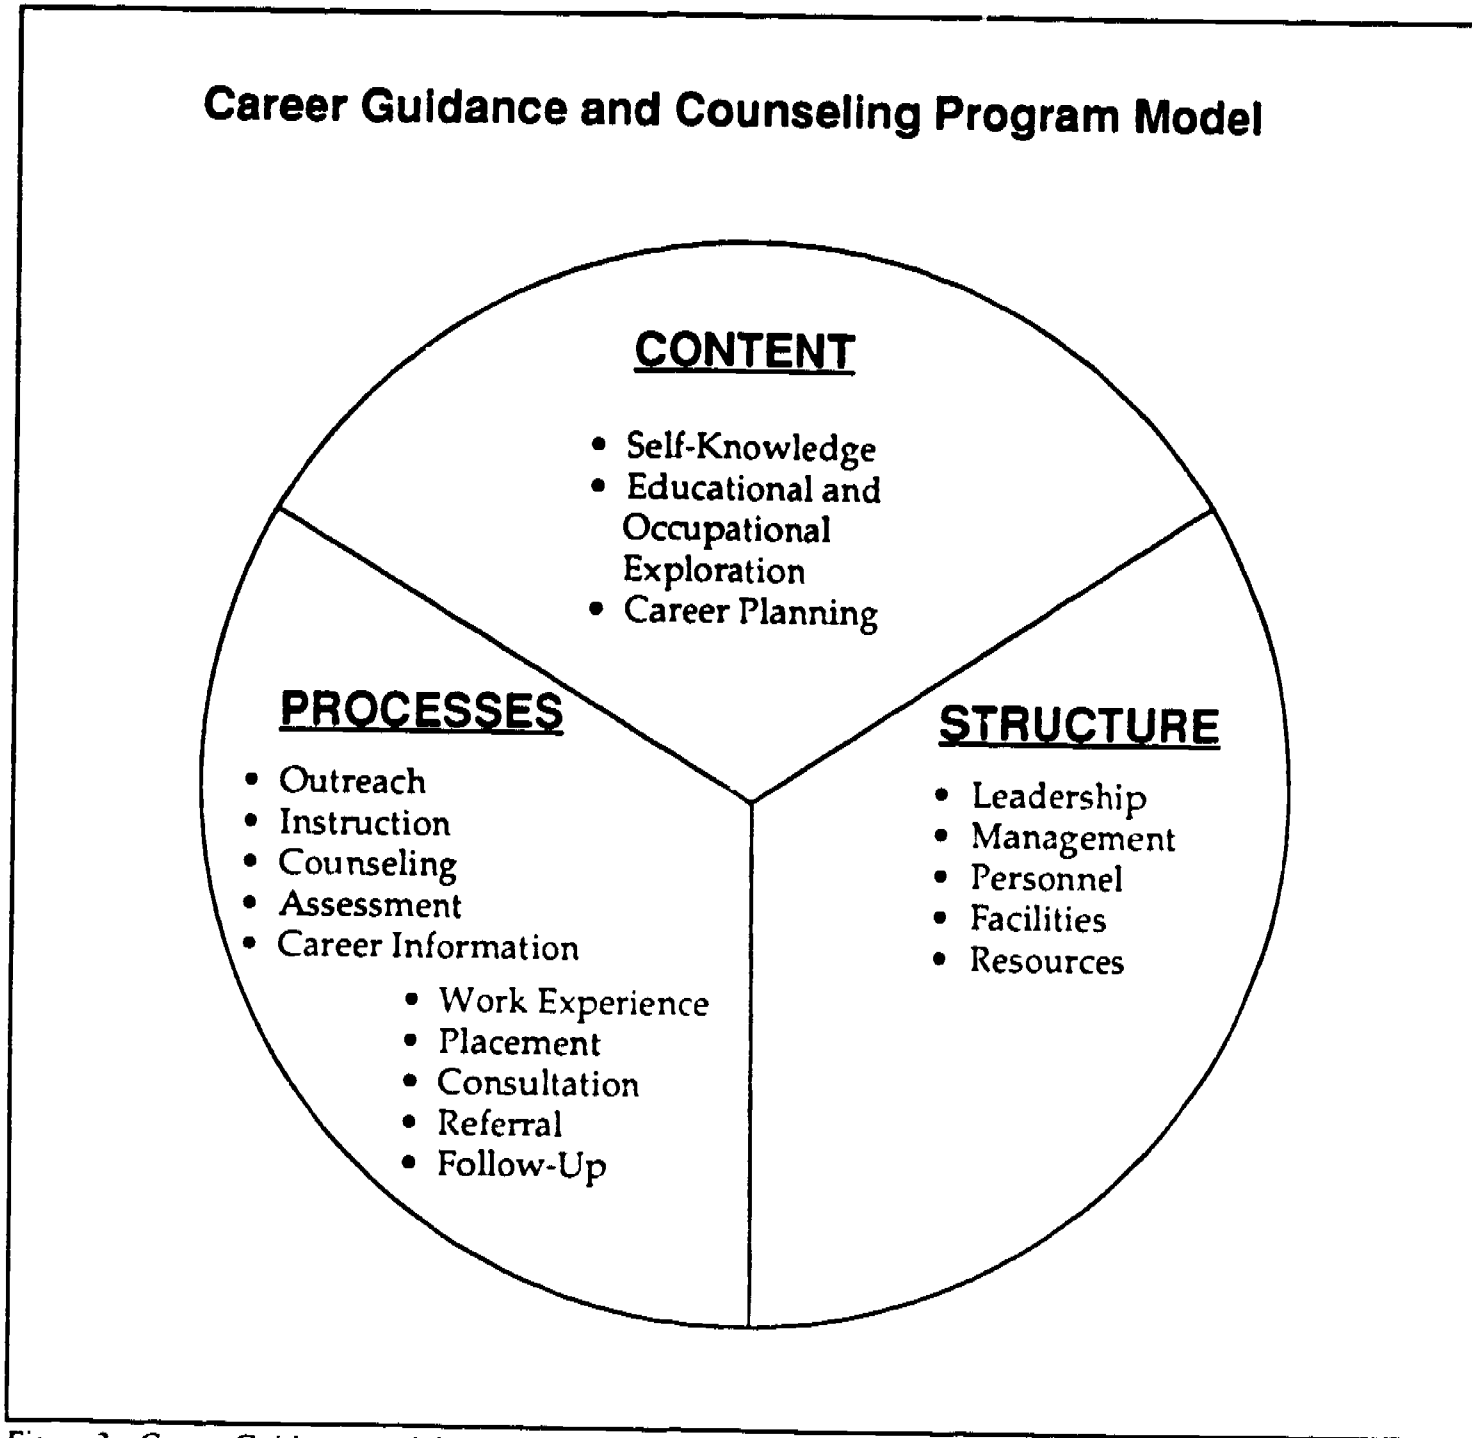 Career Guidance and Counseling Program Model
CONTENT
• Self-Knowledge
• Educational and
Occupational
Exploration
• Career Planning
PROCESSES
• Outreach
• Instruction
• Counseling
• Assessment
• Career Information
• Work Experience
• Placement
• Consultation
• Referral
• Follow-Up
STRUCTURE
• Leadership
• Management
• Personnel
• Facilities
• Resources